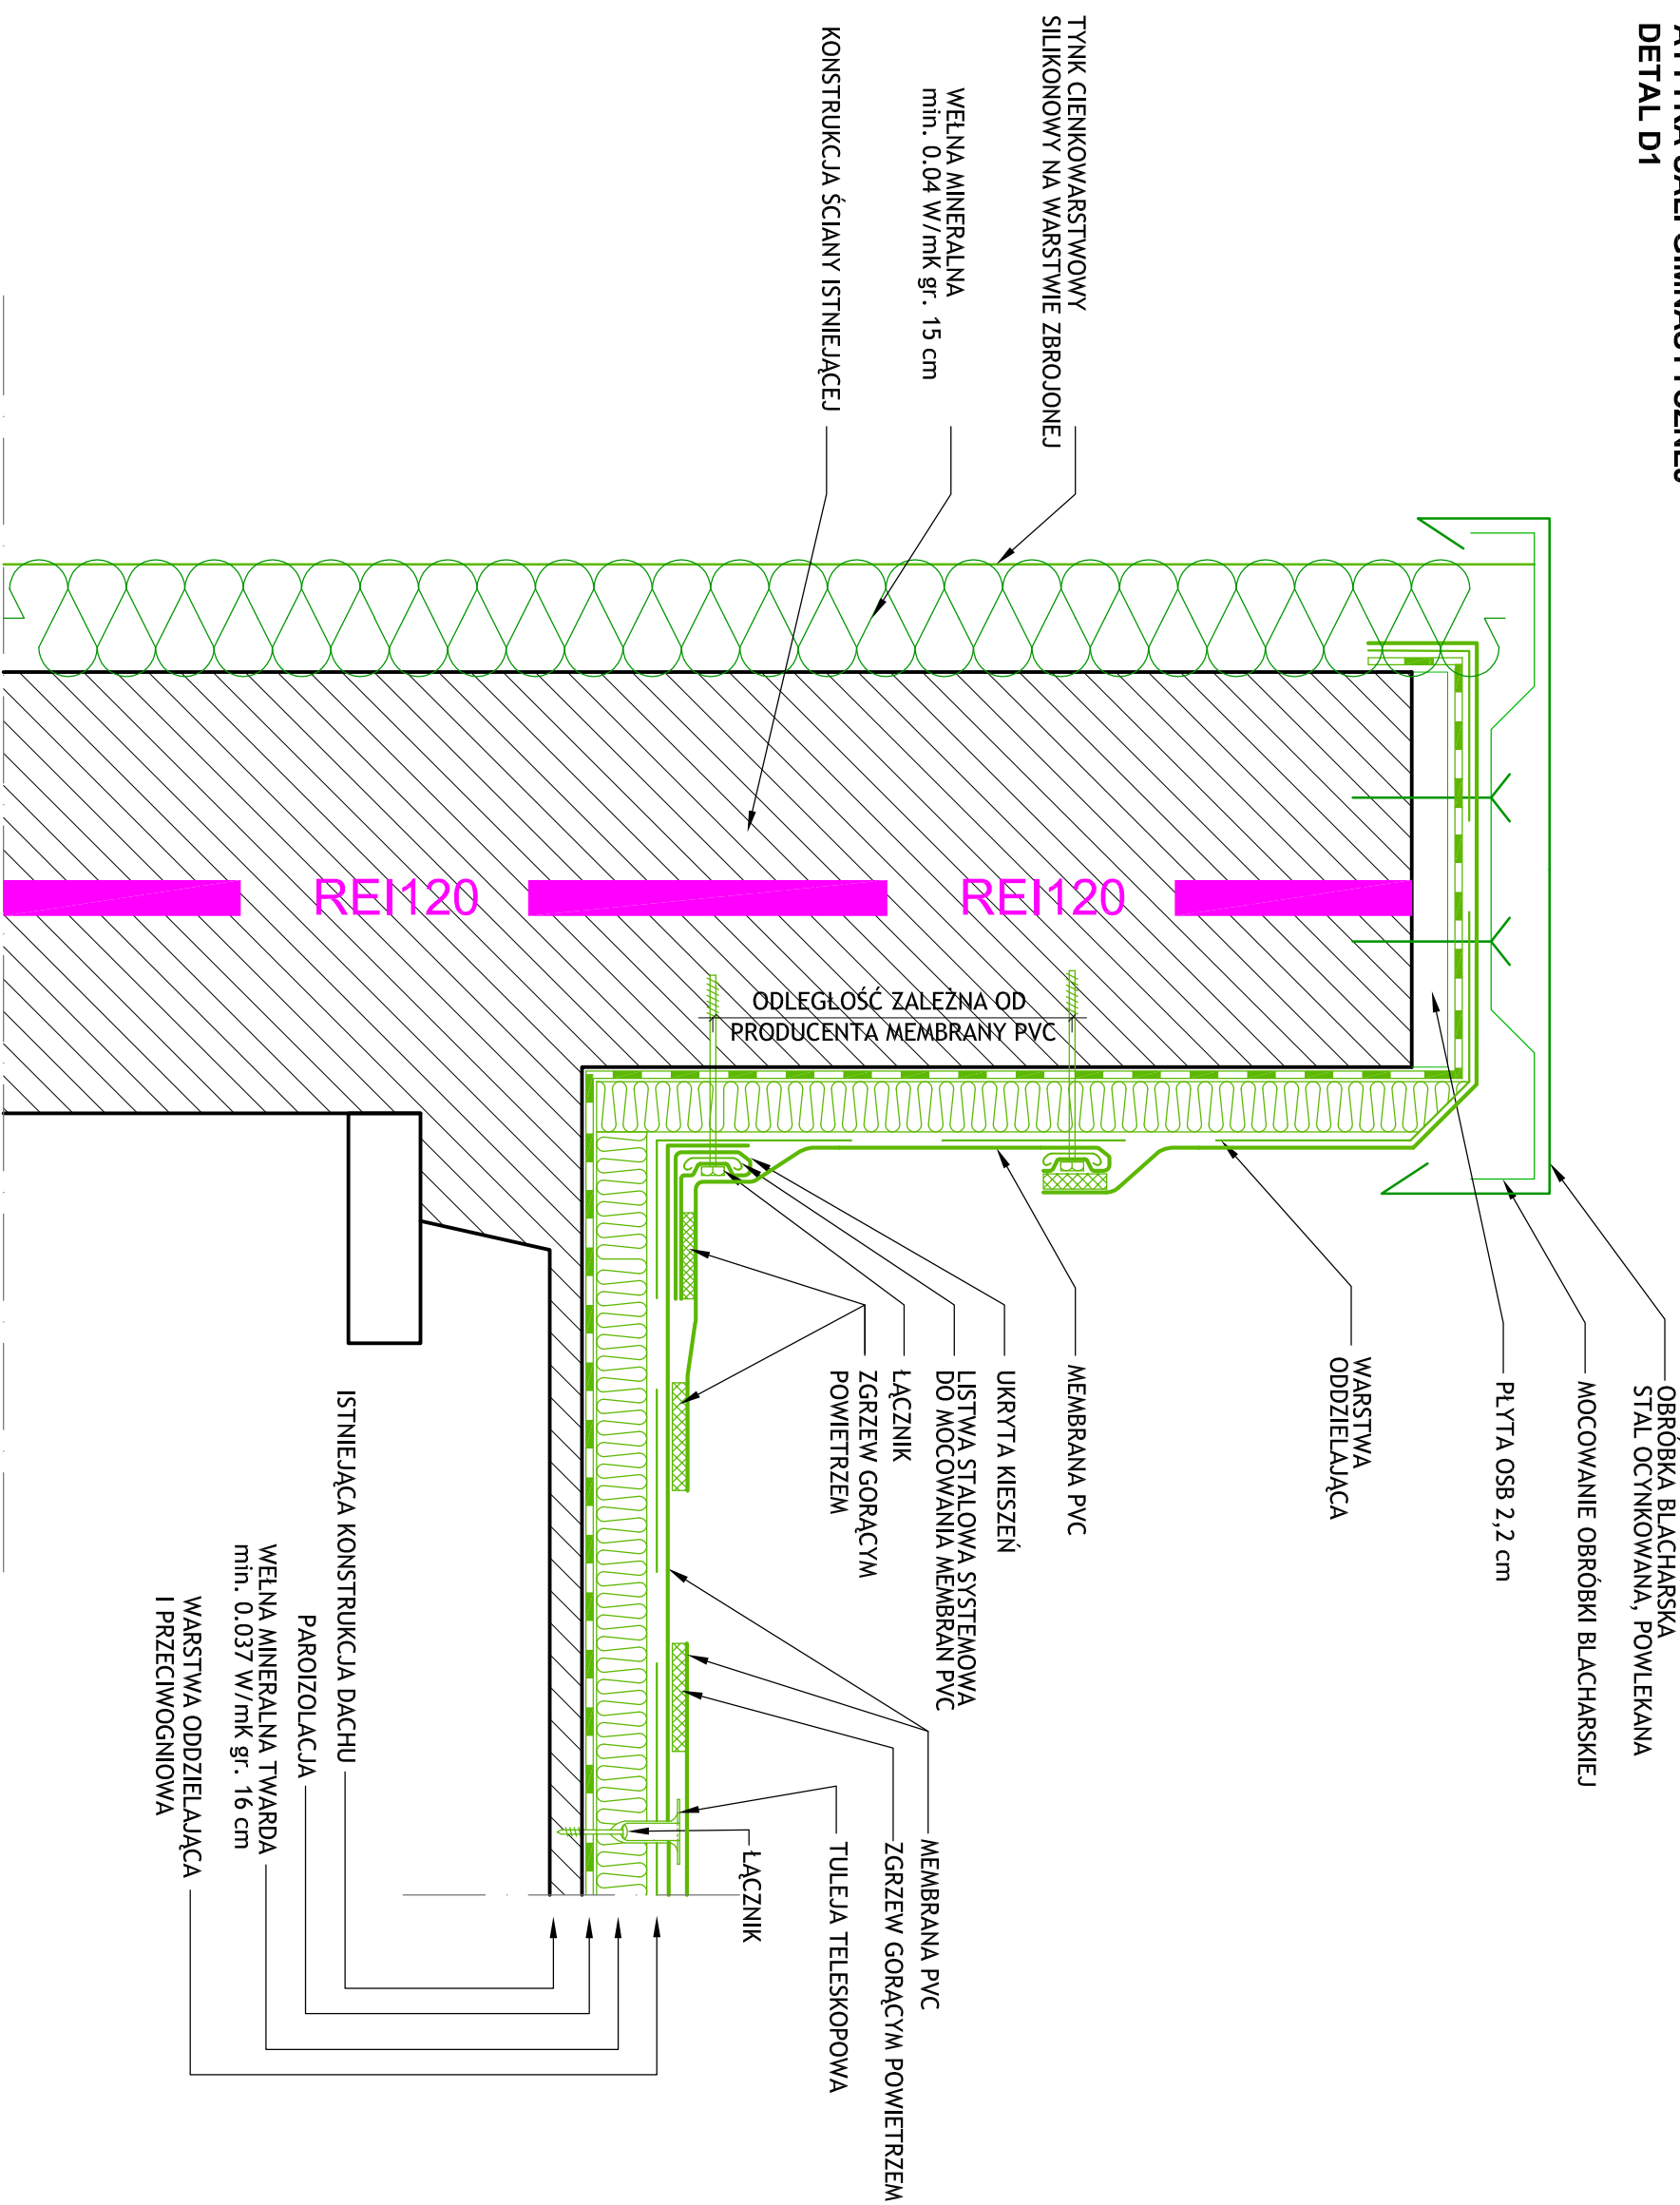 DETAL D1
OBRÓBKA BLACHARSKA
STAL OCYNKOWANA, POWLEKANA
MOCOWANIE OBRÓBKI BLACHARSKIEJ
PŁYTA OSB 2,2 cm
WARSTWA
ODDZIELAJĄCA
TYNK CIENKOWARSTWOWY
SILIKONOWY NA WARSTWIE ZBROJONEJ
WEŁNA MINERALNA
min. 0.04 W/mK gr. 15 cm
KONSTRUKCJA ŚCIANY ISTNIEJĄCEJ
REI120
REI120
ODLEGŁOŚĆ ZALEŻNA OD
PRODUCENTA MEMBRANY PVC
MEMBRANA PVC
UKRYTA KIESZEŃ
LISTWA STALOWA SYSTEMOWA
DO MOCOWANIA MEMBRAN PVC
ŁĄCZNIK
ZGRZEW GORĄCYM
POWIETRZEM
MEMBRANA PVC
ZGRZEW GORĄCYM POWIETRZEM
TULEJA TELESKOPOWA
ŁĄCZNIK
ISTNIEJĄCA KONSTRUKCJA DACHU
PAROIZOLACJA
WEŁNA MINERALNA TWARDA
min. 0.037 W/mK gr. 16 cm
WARSTWA ODDZIELAJĄCA
I PRZECIWOGNIOWA